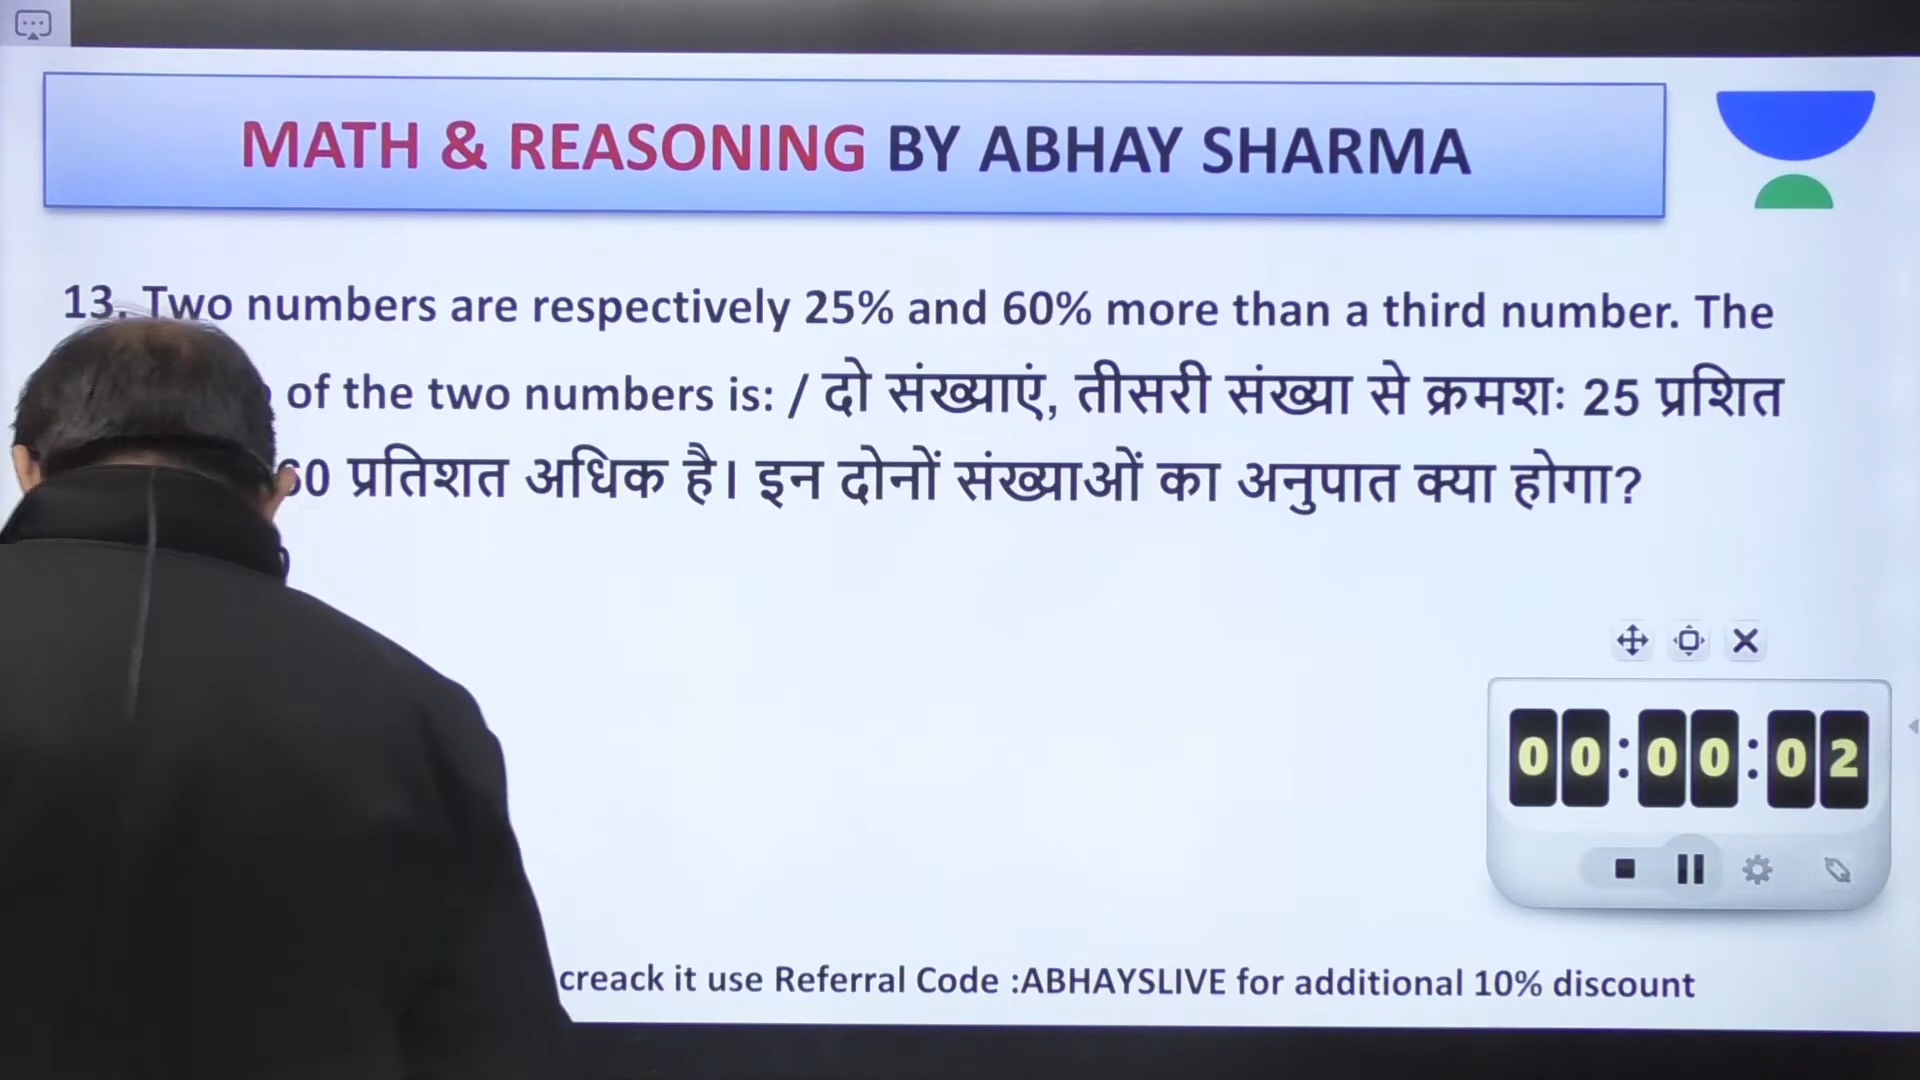 MATH & REASONING BY ABHAY SHARMA
13. Two numbers are respectively 25% and 60% more than a third number. The
of the two numbers is: / दो संख्याएं, तीसरी संख्या से क्रमशः 25 प्रशित
60 प्रतिशत अधिक है। इन दोनों संख्याओं का अनुपात क्या होगा?
00:00:02
creack it use Referral Code :ABHAYSLIVE for additional 10% discount